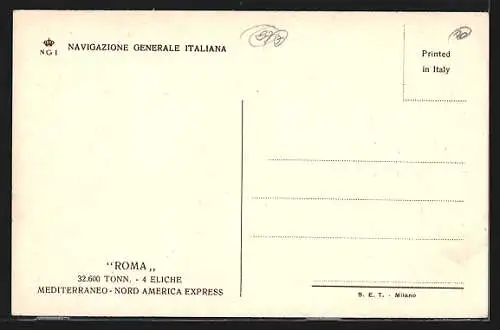 NGI
NAVIGAZIONE GENERALE ITALIANA
Printed
in Italy
"ROMA„
32.600 TONN. - 4 ELICHE
MEDITERRANEO - NORD AMERICA EXPRESS
S. E. T. - Milano